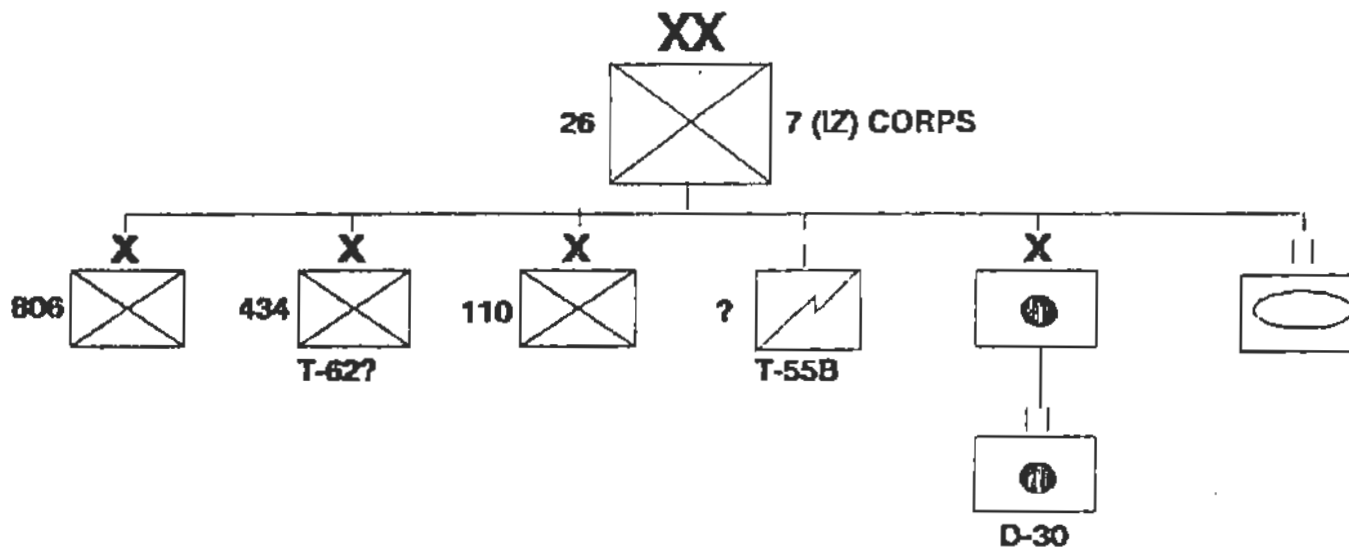 XX
26
7 (IZ) CORPS
X
X
X
X
806
434
110
?
T-62?
T-55B
D-30